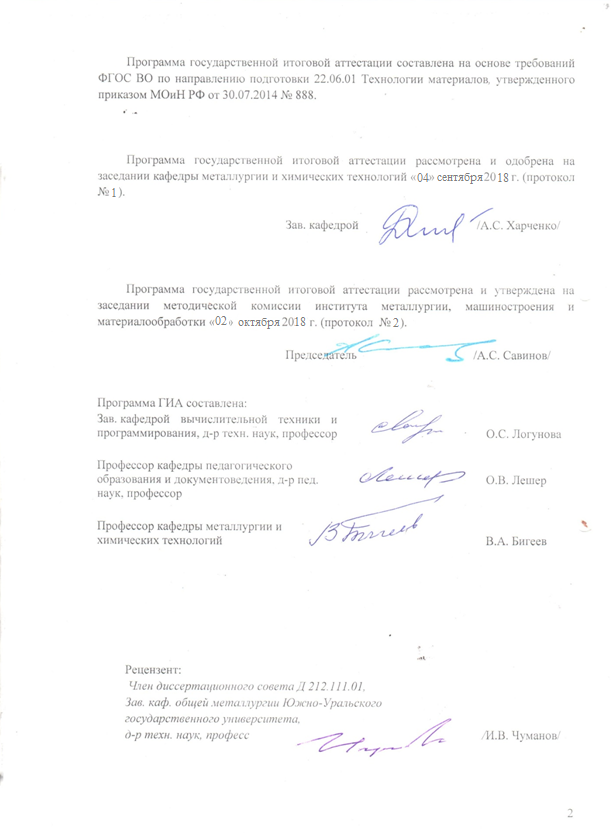 Программа государственной итоговой аттестации составлена на основе требований
ФГОС ВО по направлению подготовки 22.06.01 Технологии материалов, утвержденного
приказом МОиН РФ от 30.07.2014 № 888.
Программа государственной итоговой аттестации рассмотрена и одобрена на
заседании кафедры металлургии и химических технологий «04» сентября 2018 г. (протокол
№ 1 ).
Зав. кафедрой /А.С. Харченко/
Программа государственной итоговой аттестации рассмотрена и утверждена на
заседании методической комиссии института металлургии, машиностроения и
материалообработки «02» октября 2018 г. (протокол № 2 ).
Председатель /А.С. Савинов/
Программа ГИА составлена:
Зав. кафедрой вычислительной техники и
программирования, д-р техн. наук, профессор О.С. Логунова
Профессор кафедры педагогического
образования и документоведения, д-р пед.
наук, профессор О.В. Лешер
Лешер
Профессор кафедры металлургии и
химических технологий В.А. Бигеев
В Бигеев
Рецензент:
Член диссертационного совета Д 212.111.01,
Зав. каф. общей металлургии Южно-Уральского
государственного университета,
д-р техн. наук, професс /И.В. Чуманов/
2